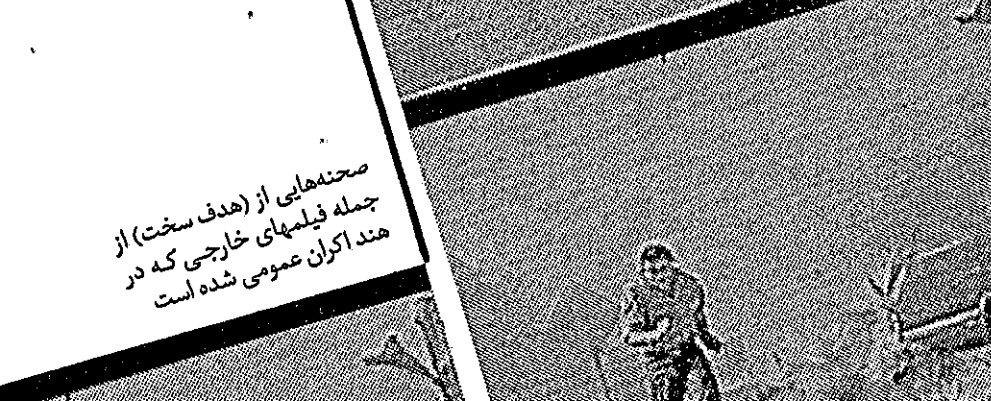 صحنه‌هایی از (هدف سخت) از
جمله فیلمهای خارجی که در
هند اکران عمومی شده است